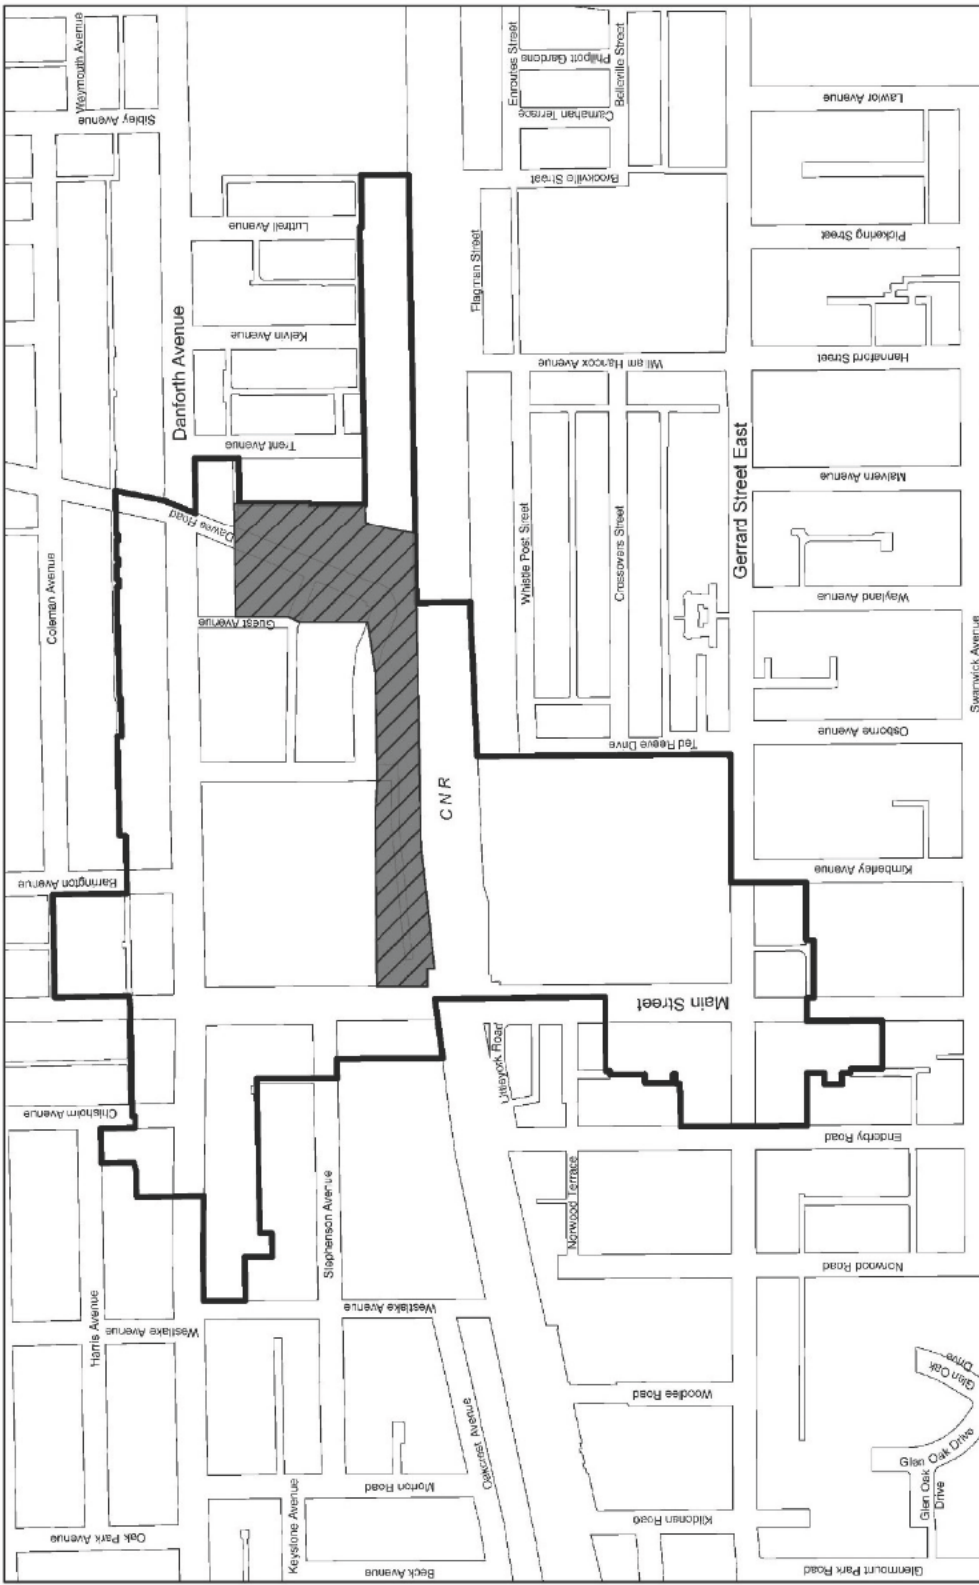 Waymouth Avenue
Sibley Avenue
Enroutes Street
Philpott Gardens
Belleville Street
Carnahan Terrace
Lawlor Avenue
Brockville Street
Luttrell Avenue
Flagman Street
Pickering Street
Danforth Avenue
Kelvin Avenue
William Hancox Avenue
Hannaford Street
Trent Avenue
Gerrard Street East
Malvern Avenue
Dawes Road
Coleman Avenue
Whistle Post Street
Crossovers Street
Wayland Avenue
Guest Avenue
Swanwick Avenue
Ted Reeve Drive
Osborne Avenue
CNR
Barrington Avenue
Kimberley Avenue
Main Street
Littleyork Road
Chisholm Avenue
Enderby Road
Stephenson Avenue
Norwood Terrace
Norwood Road
Harris Avenue
Westlake Avenue
Westlake Avenue
Glen Oak
Drive
Woodlee Road
Oakcrest Avenue
Glen Oak Drive
Morton Road
Glen Oak
Drive
Oak Park Avenue
Keystone Avenue
Kildonan Road
Beck Avenue
Glenmount Park Road